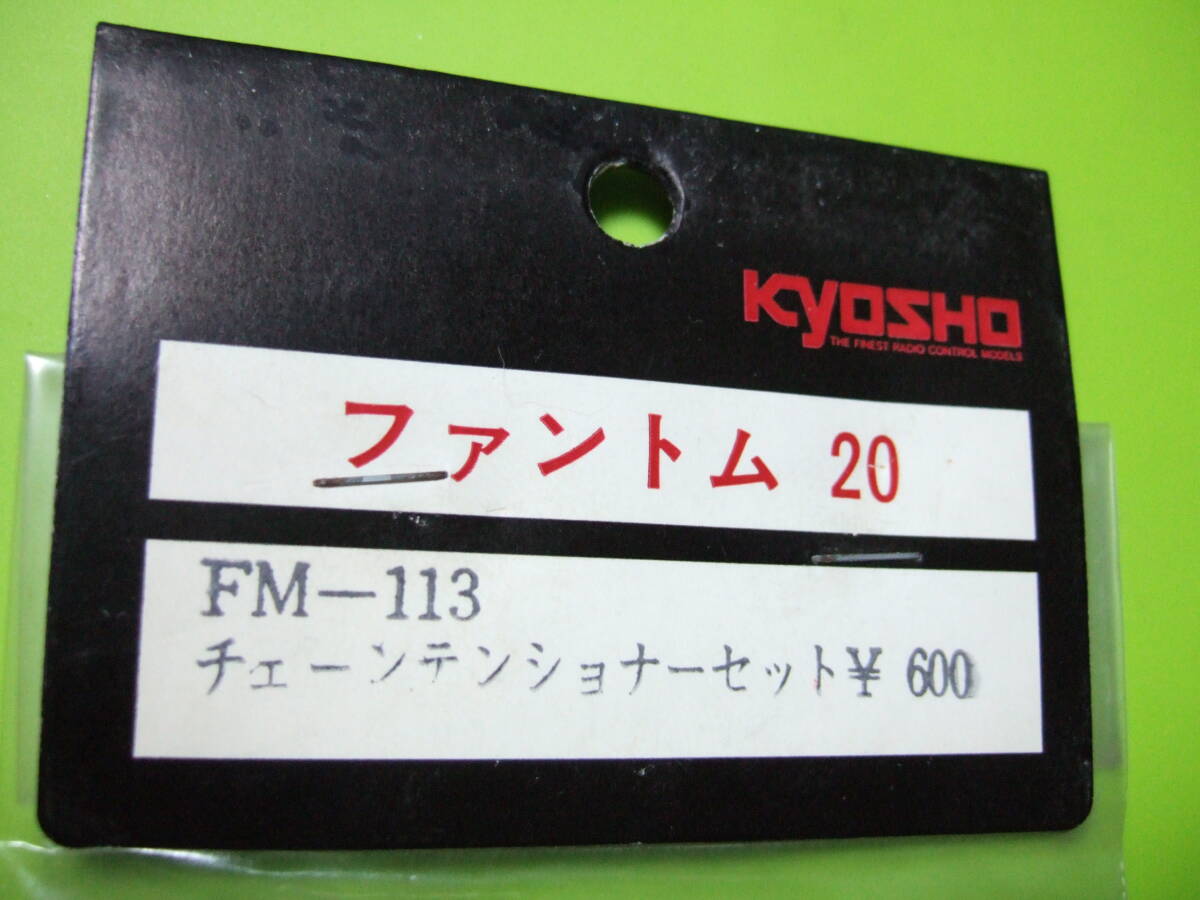 KYOSHO
THE FINEST RADIO CONTROL MODELS
ファントム 20
FM－113
チェーンテンショナーセット¥ 600